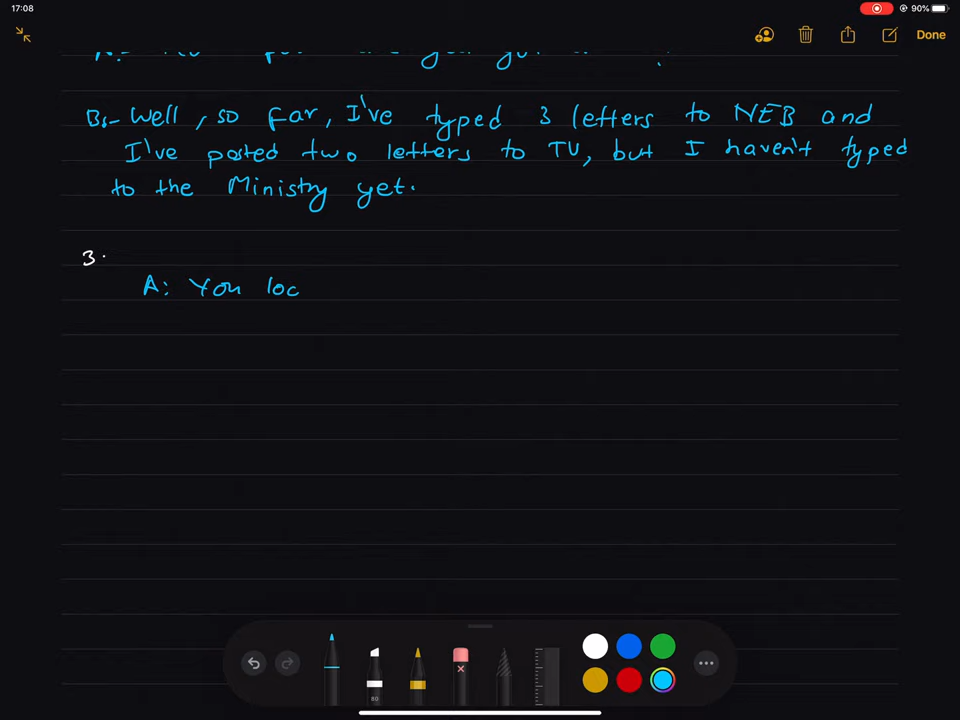 17:08
90%
Done
B:- Well, so far, I've typed 3 letters to NEB and
I've posted two letters to TU, but I haven't typed
to the Ministry yet.
3.
A: You loc
80